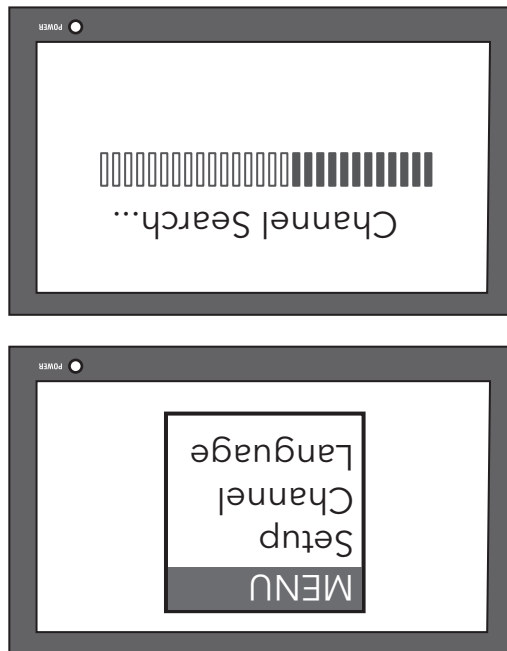 MENU
Setup
Channel
Language
POWER
Channel Search...
POWER